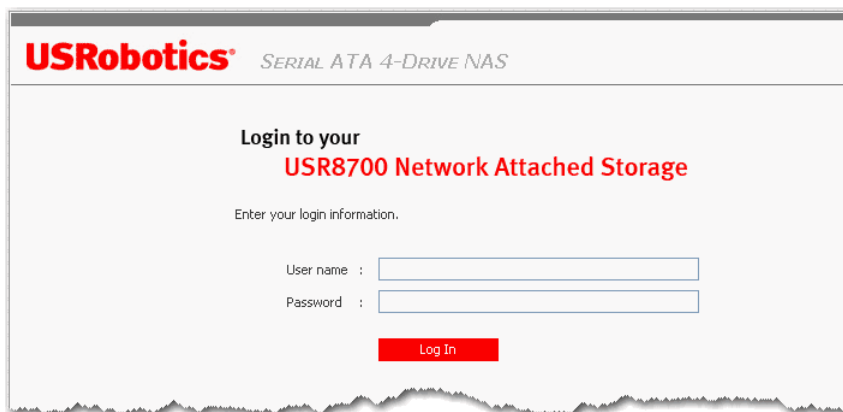 USRobotics® SERIAL ATA 4-DRIVE NAS
Login to your
USR8700 Network Attached Storage
Enter your login information.
User name :
Password :
Log In